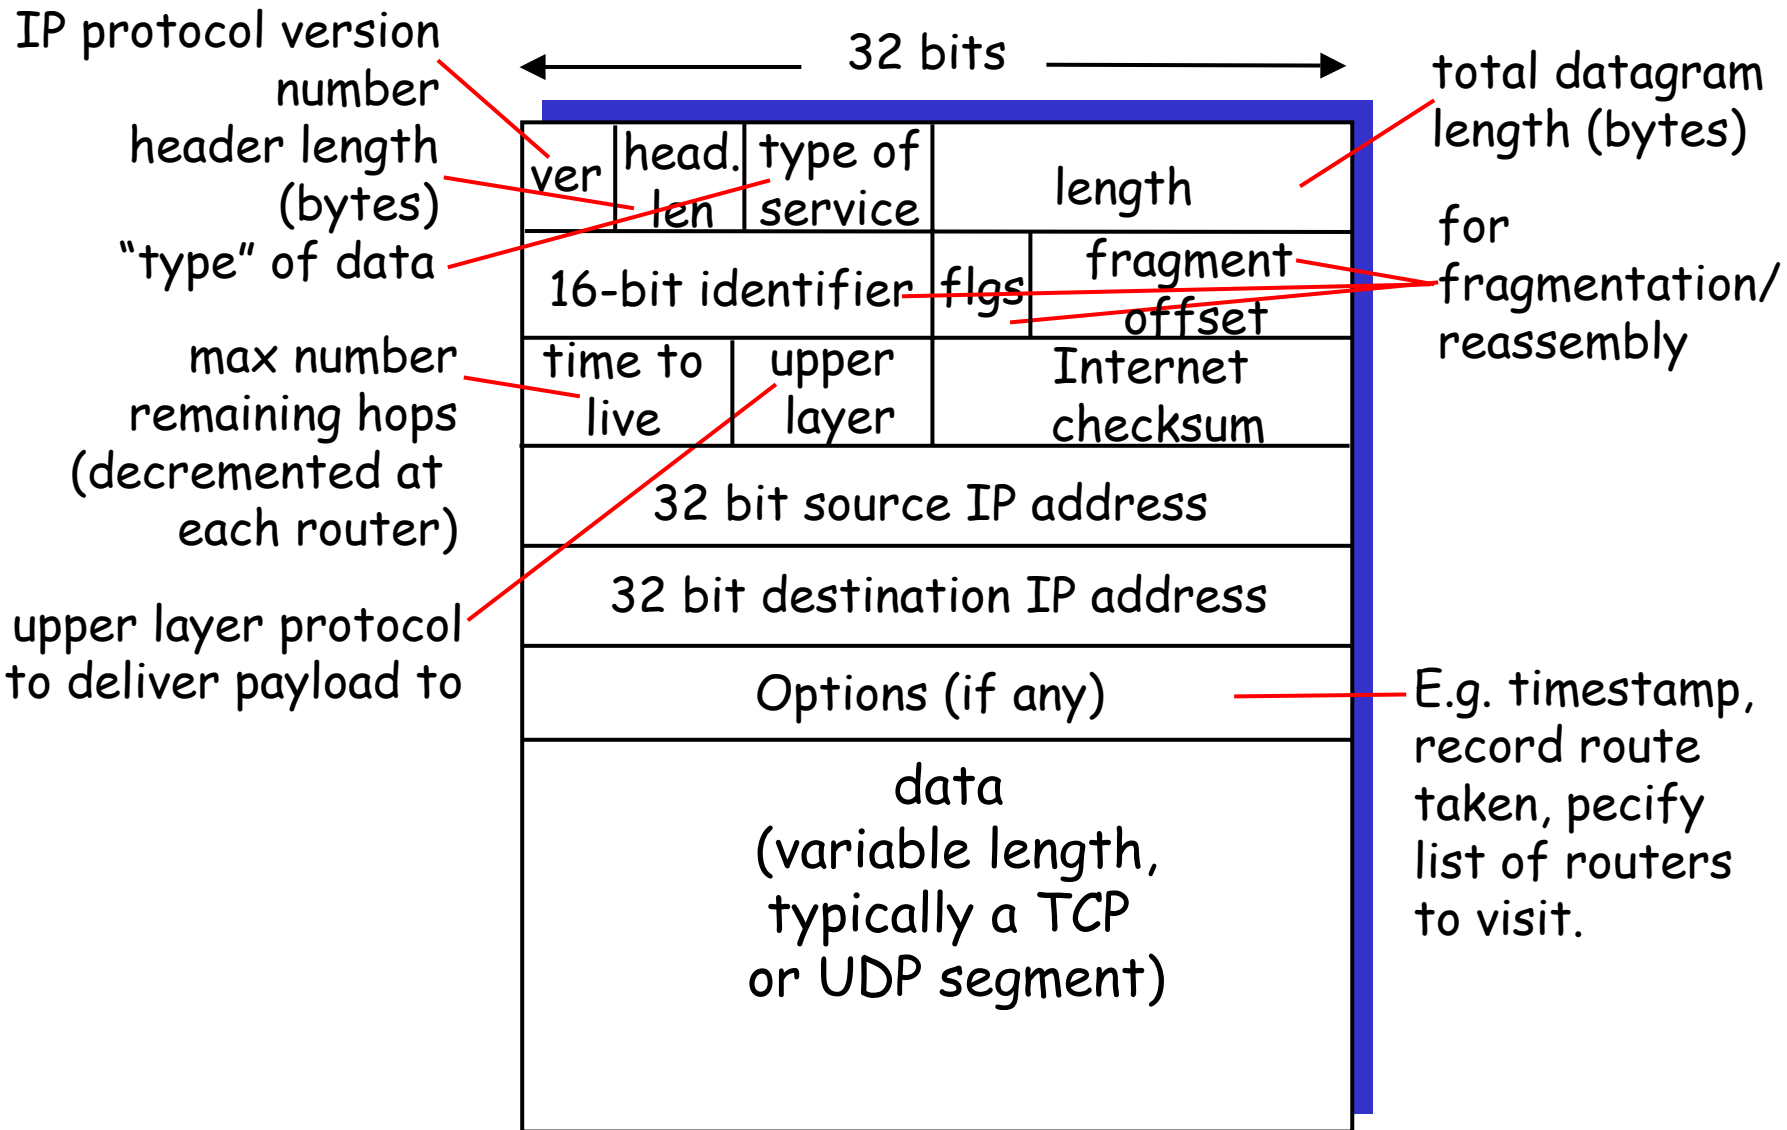 IP protocol version
number
header length
(bytes)
“type” of data
max number
remaining hops
(decremented at
each router)
upper layer protocol
to deliver payload to
32 bits
ver
head.
len
type of
service
length
16-bit identifier
flgs
fragment
offset
time to
live
upper
layer
Internet
checksum
32 bit source IP address
32 bit destination IP address
Options (if any)
data
(variable length,
typically a TCP
or UDP segment)
total datagram
length (bytes)
for
fragmentation/
reassembly
E.g. timestamp,
record route
taken, pecify
list of routers
to visit.